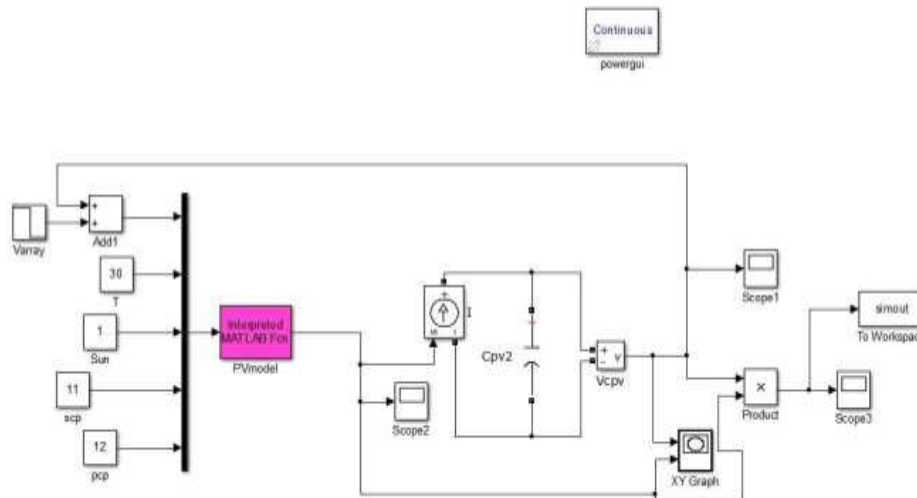 Continuous
powergui
Add1
Varray
30
T
1
Sun
11
scp
12
pcp
Interpreted
MATLAB Fcn
PVmodel
I
Scope2
Cpv2
+
-
v
Vcpv
Scope1
simout
To Workspace
×
Product
Scope3
XY Graph